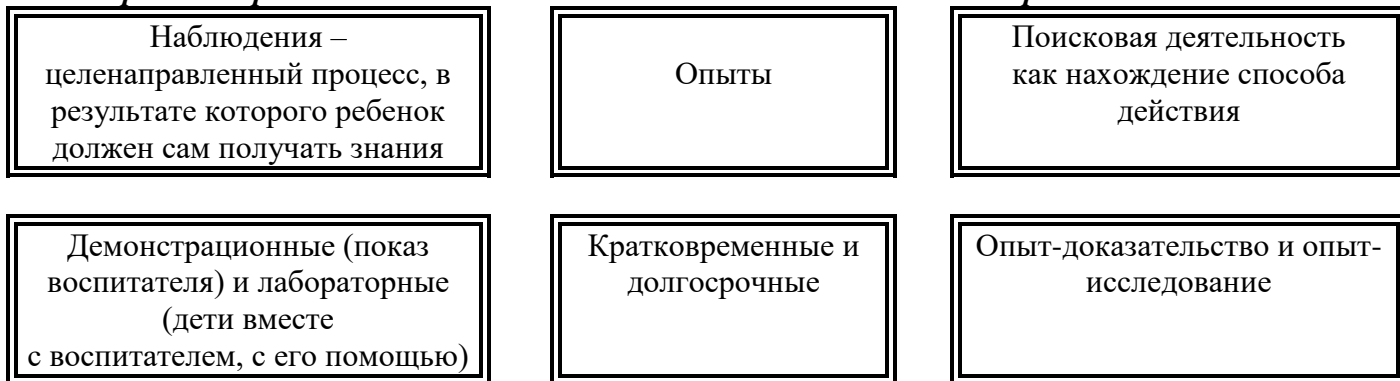 Наблюдения –
целенаправленный процесс, в
результате которого ребенок
должен сам получать знания
Опыты
Поисковая деятельность
как нахождение способа
действия
Демонстрационные (показ
воспитателя) и лабораторные
(дети вместе
с воспитателем, с его помощью)
Кратковременные и
долгосрочные
Опыт-доказательство и опыт-
исследование